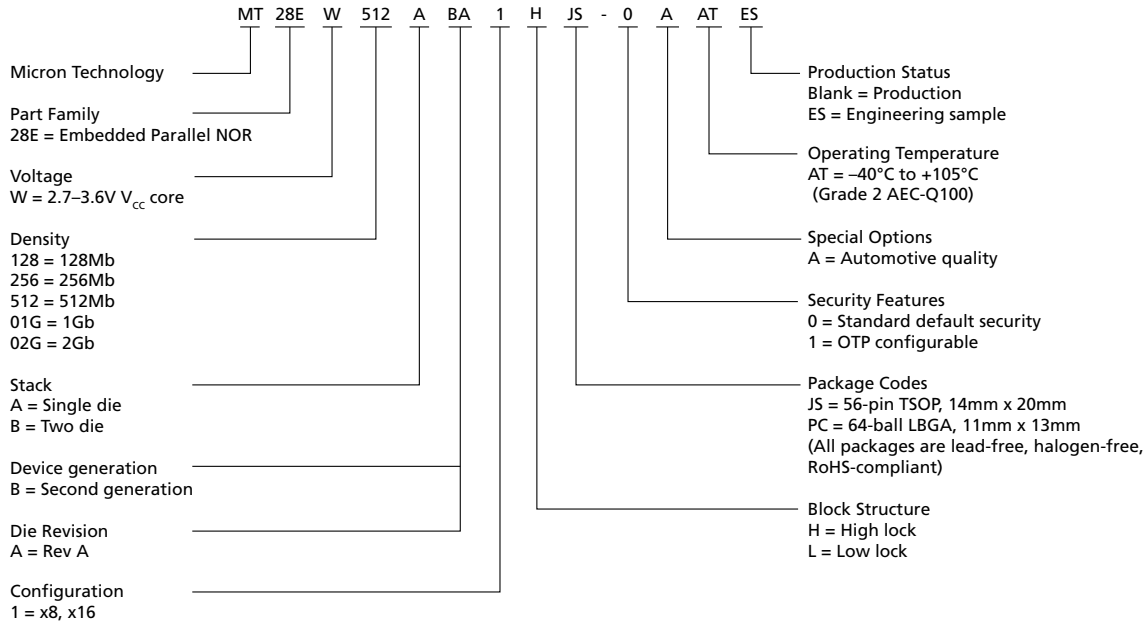 MT 28E W 512 A BA 1 H JS - 0 A AT ES
Micron Technology
Part Family
28E = Embedded Parallel NOR
Voltage
W = 2.7–3.6V VCC core
Density
128 = 128Mb
256 = 256Mb
512 = 512Mb
01G = 1Gb
02G = 2Gb
Stack
A = Single die
B = Two die
Device generation
B = Second generation
Die Revision
A = Rev A
Configuration
1 = x8, x16
Production Status
Blank = Production
ES = Engineering sample
Operating Temperature
AT = –40°C to +105°C
(Grade 2 AEC-Q100)
Special Options
A = Automotive quality
Security Features
0 = Standard default security
1 = OTP configurable
Package Codes
JS = 56-pin TSOP, 14mm x 20mm
PC = 64-ball LBGA, 11mm x 13mm
(All packages are lead-free, halogen-free,
RoHS-compliant)
Block Structure
H = High lock
L = Low lock